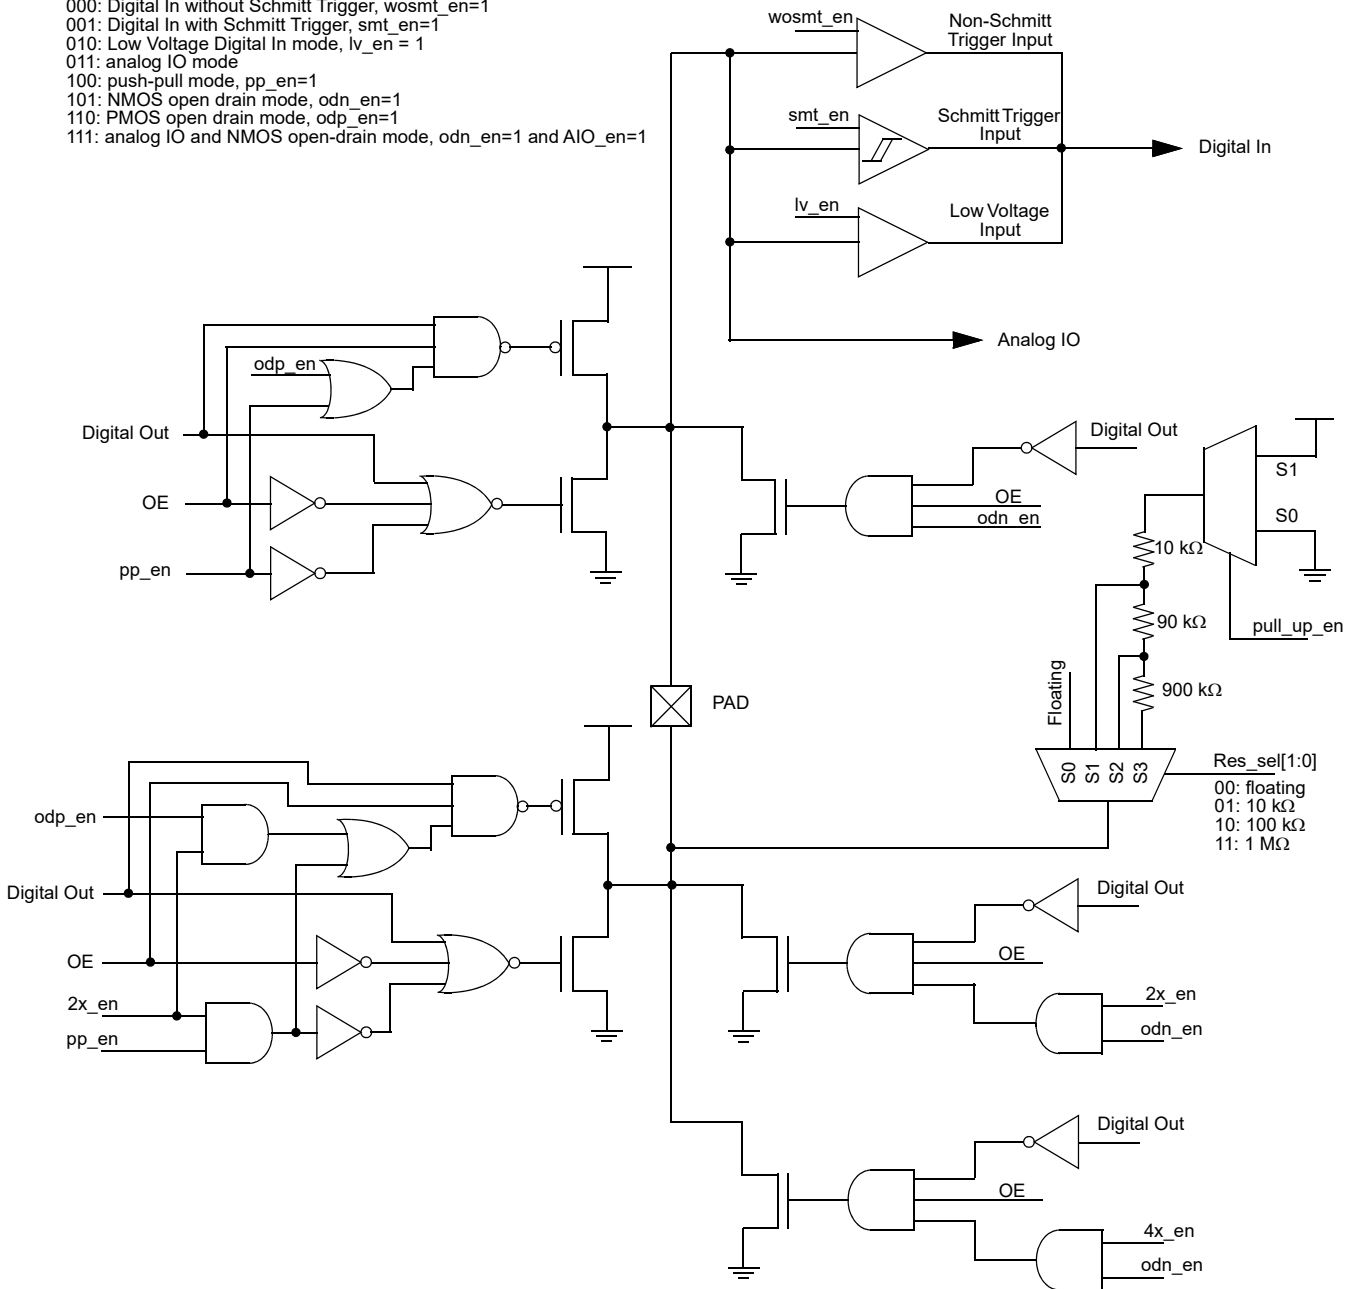 000: Digital In without Schmitt Trigger, wosmt_en=1
001: Digital In with Schmitt Trigger, smt_en=1
010: Low Voltage Digital In mode, lv_en = 1
011: analog IO mode
100: push-pull mode, pp_en=1
101: NMOS open drain mode, odn_en=1
110: PMOS open drain mode, odp_en=1
111: analog IO and NMOS open-drain mode, odn_en=1 and AIO_en=1
wosmt_en
Non-Schmitt
Trigger Input
smt_en
Schmitt Trigger
Input
Digital In
lv_en
Low Voltage
Input
Analog IO
odp_en
Digital Out
OE
pp_en
Digital Out
OE
odn_en
S1
S0
10 kΩ
90 kΩ
pull_up_en
900 kΩ
Floating
PAD
S0
S1
S2
S3
Res_sel[1:0]
00: floating
01: 10 kΩ
10: 100 kΩ
11: 1 MΩ
odp_en
Digital Out
OE
2x_en
pp_en
Digital Out
OE
2x_en
odn_en
Digital Out
OE
4x_en
odn_en